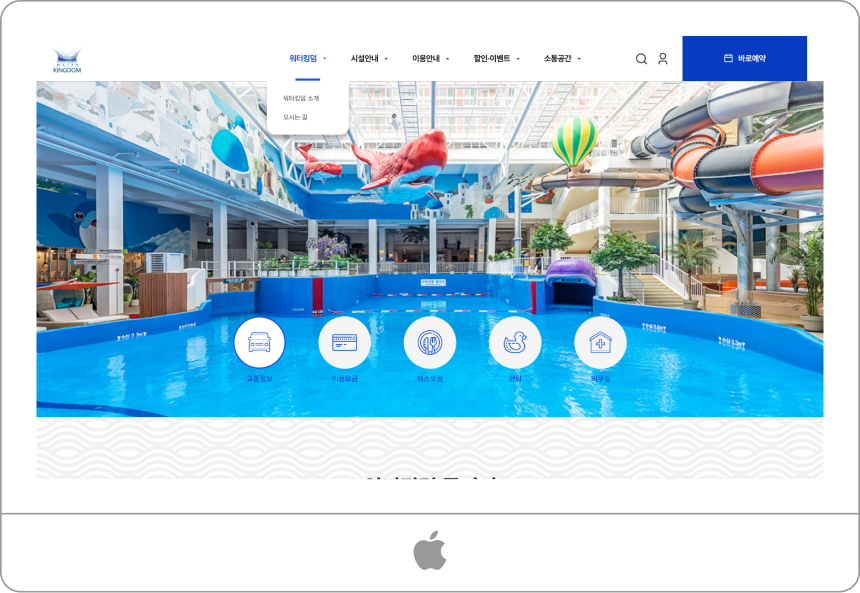 WATER
KINGDOM
워터킹덤
시설안내
이용안내
할인·이벤트
소통공간
바로예약
워터킹덤 소개
오시는 길
교통정보
이용요금
레스토랑
렌탈
의무실